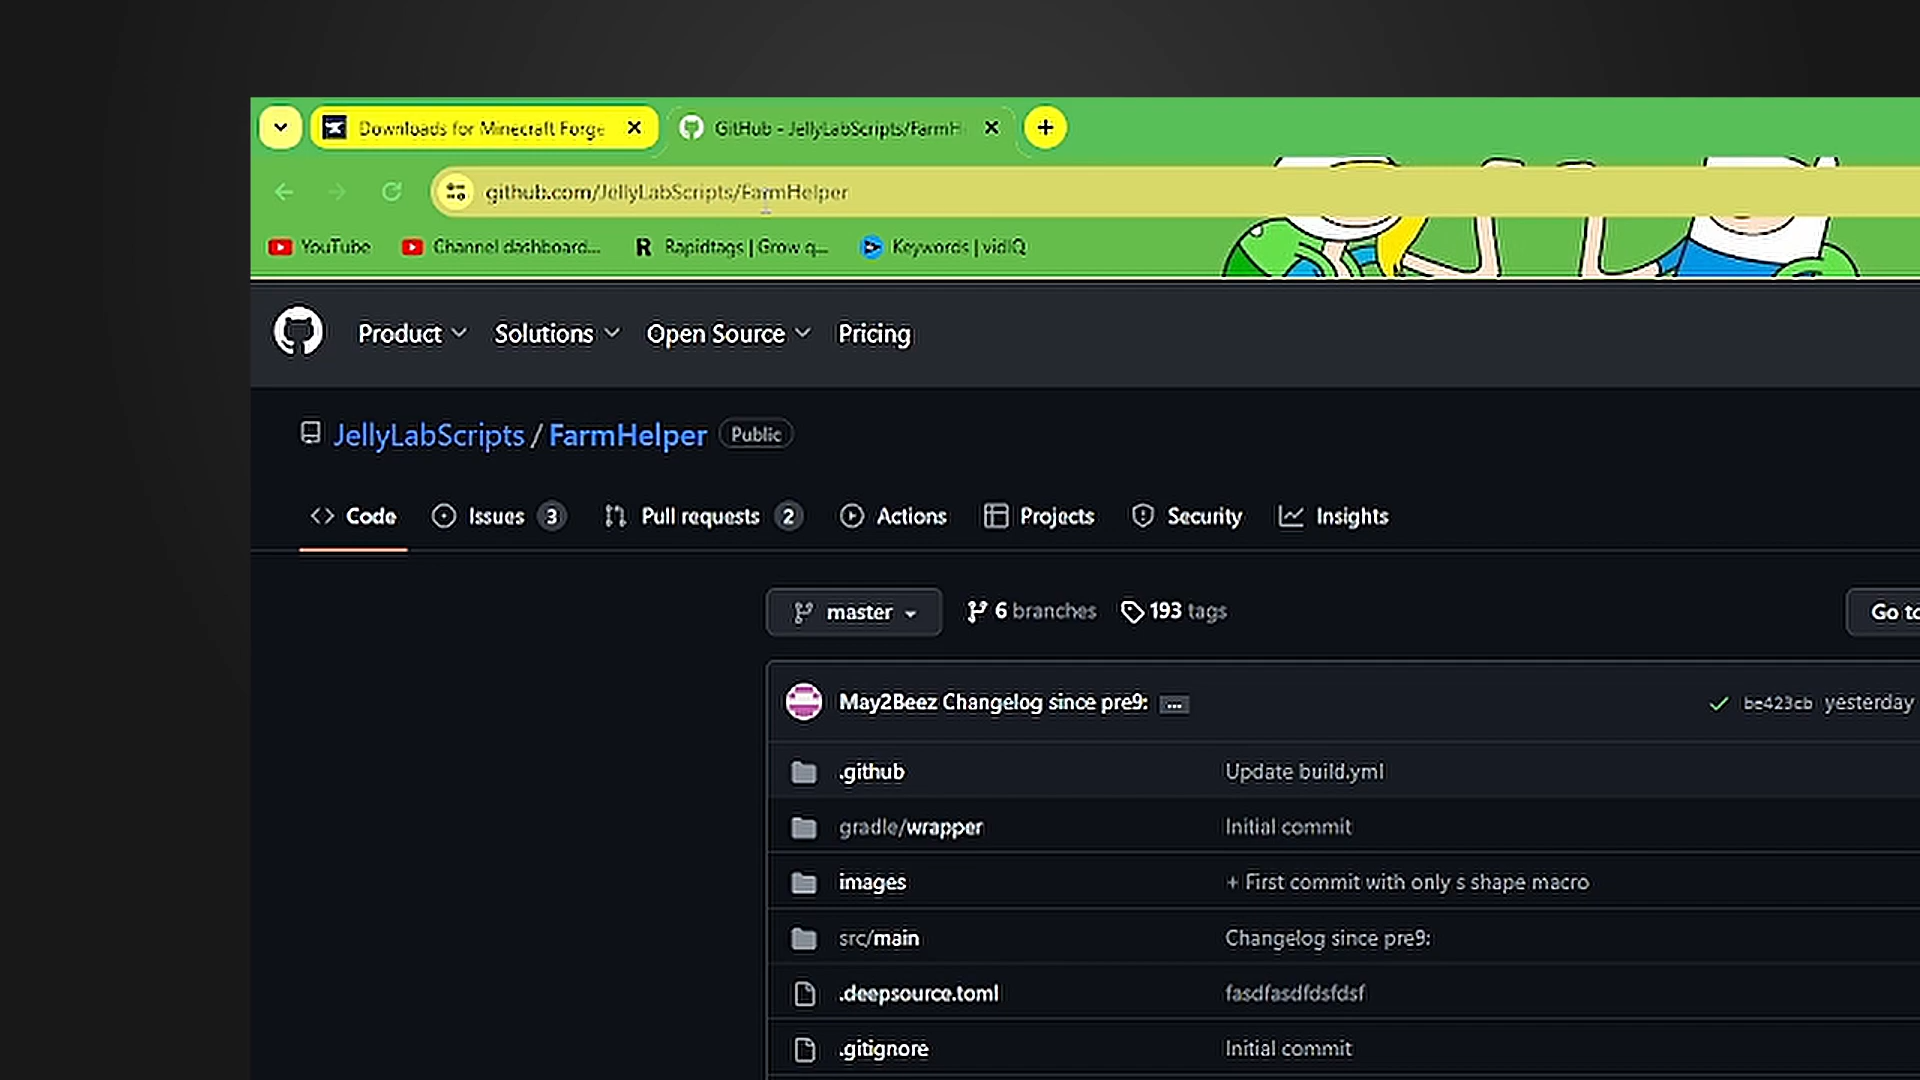 Downloads for Minecraft Forge
GitHub - JellyLabScripts/FarmH
github.com/JellyLabScripts/FarmHelper
YouTube Channel dashboard... Rapidtags | Grow q... Keywords | vidIQ
Product Solutions Open Source Pricing
JellyLabScripts / FarmHelper Public
Code Issues 3 Pull requests 2 Actions Projects Security Insights
master 6 branches 193 tags Go to
May2Beez Changelog since pre9: ... be423cb yesterday
.github Update build.yml
gradle/wrapper Initial commit
images + First commit with only s shape macro
src/main Changelog since pre9:
.deepsource.toml fasdfasdfdsfdsf
.gitignore Initial commit